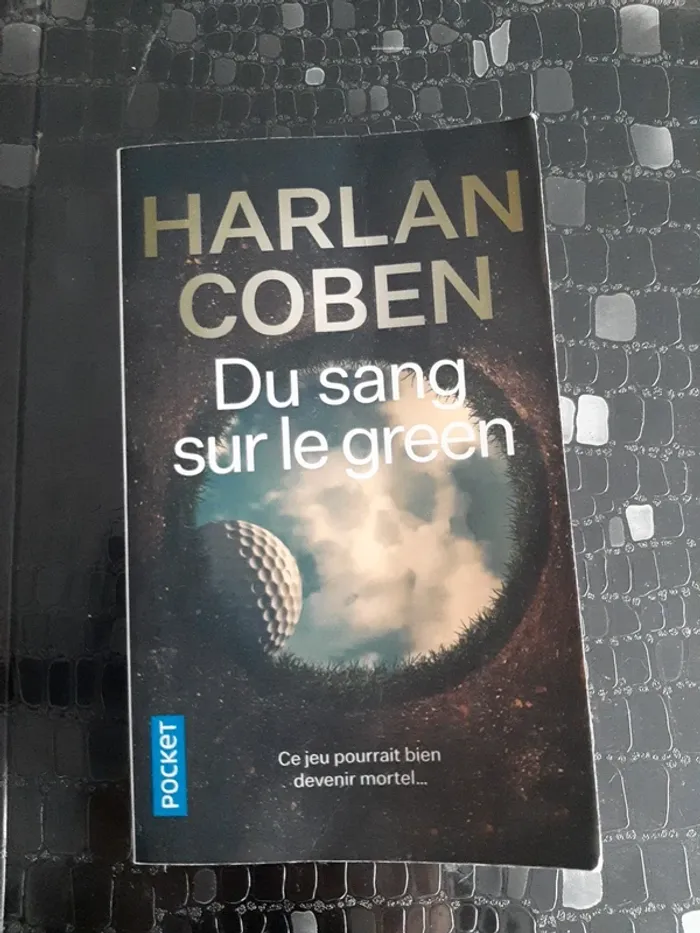 HARLAN
COBEN
Du sang
sur le green
POCKET
Ce jeu pourrait bien
devenir mortel...